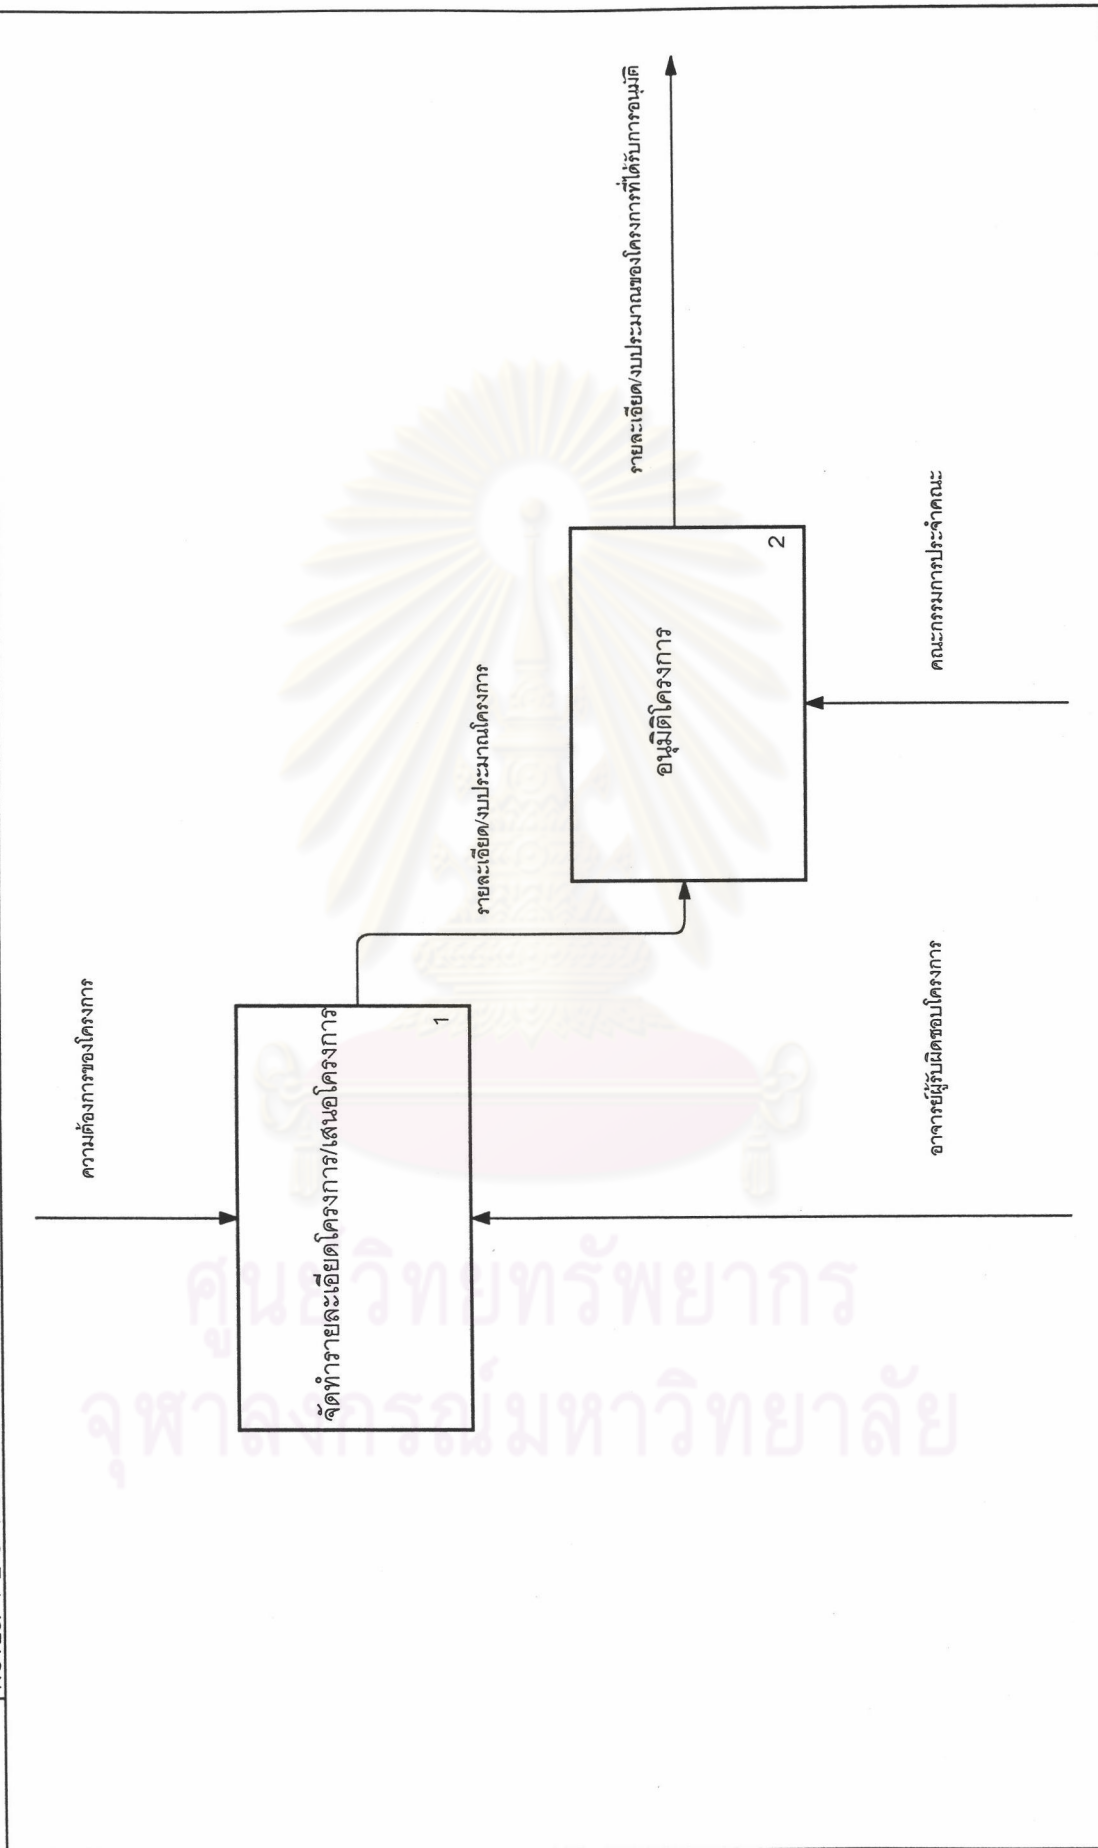 ความต้องการของโครงการ
จัดทำรายละเอียดโครงการ/เสนอโครงการ
1
รายละเอียด/งบประมาณโครงการ
อนุมิติโครงการ
2
รายละเอียด/งบประมาณของโครงการที่ได้รับการอนุมัติ
อาจารย์ผู้รับผิดชอบโครงการ
คณะกรรมการประจำคณะ
ศูนย์วิทยทรัพยากร
จุฬาลงกรณ์มหาวิทยาลัย